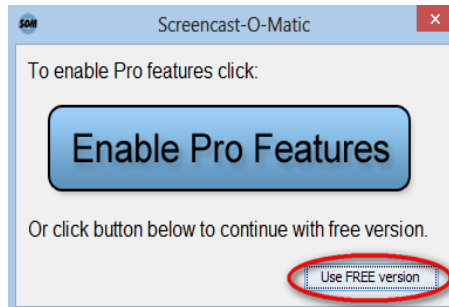 SOM
Screencast-O-Matic
x
To enable Pro features click:
Enable Pro Features
Or click button below to continue with free version.
Use FREE version